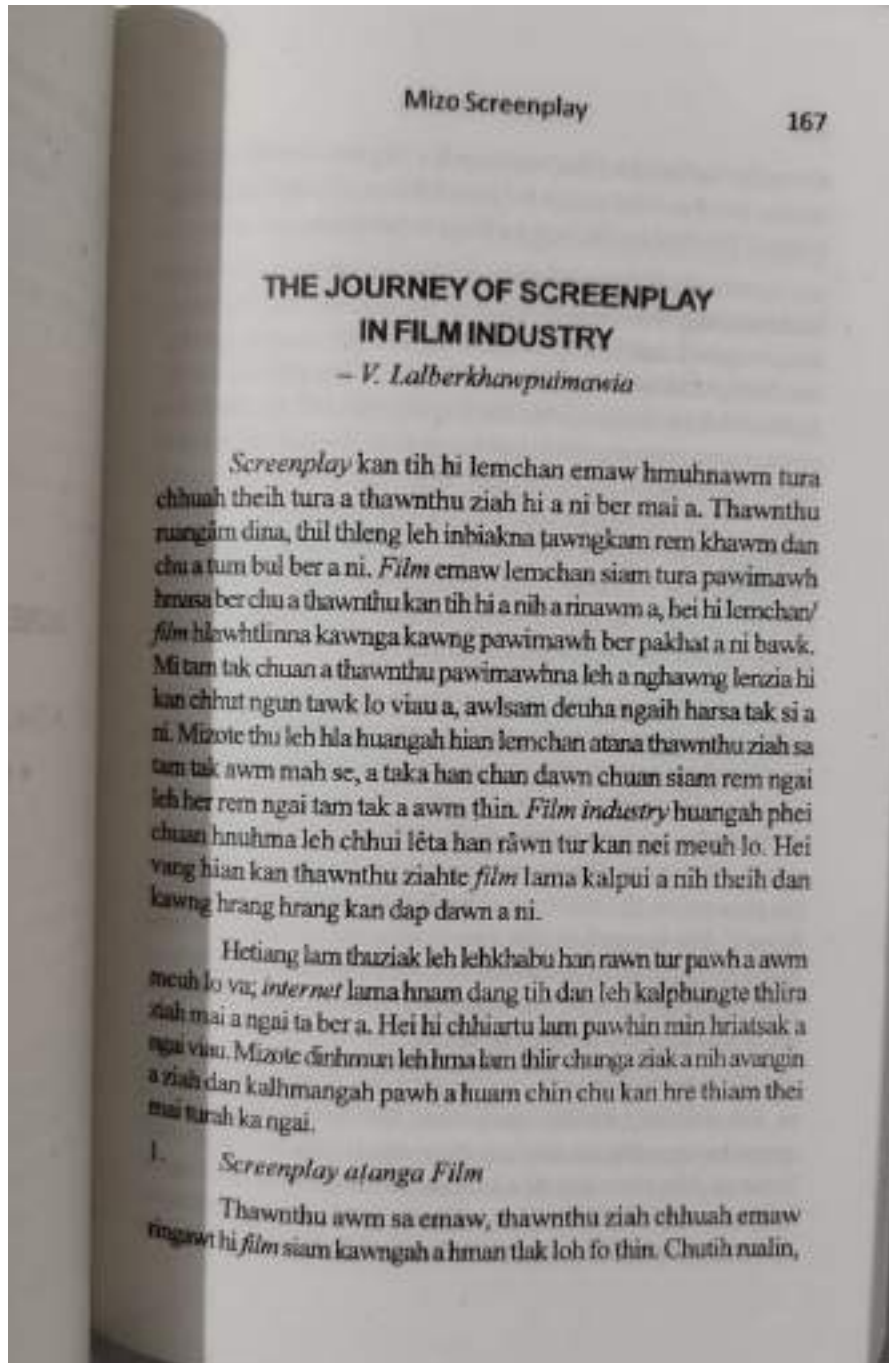 Mizo Screenplay
167
THE JOURNEY OF SCREENPLAY
IN FILM INDUSTRY
– V. Lalberkhawpuimawia
Screenplay kan tih hi lemchan emaw hmuhnawm tura
chhuah theih tura a thawnthu ziah hi a ni ber mai a. Thawnthu
ruangâm dina, thil thleng leh inbiakna ṭawngkam rem khawm dan
chu a tum bul ber a ni. Film emaw lemchan siam tura pawimawh
hmasa ber chu a thawnthu kan tih hi a nih a rinawm a, hei hi lemchan/
film hlawhtlinna kawnga kawng pawimawh ber pakhat a ni bawk.
Mi tam tak chuan a thawnthu pawimawhna leh a nghawng lenzia hi
kan chhut ngun tawk lo viau a, awlsam deuha ngaih harsa tak si a
ni. Mizote thu leh hla huangah hian lemchan atana thawnthu ziah sa
tam tak awm mah se, a taka han chan dawn chuan siam rem ngai
leh her rem ngai tam tak a awm ṭhin. Film industry huangah phei
chuan hnuhma leh chhui lêta han râwn tur kan nei meuh lo. Hei
vang hian kan thawnthu ziahte film lama kalpui a nih theih dan
kawng hrang hrang kan dap dawn a ni.
Hetiang lam thuziak leh lehkhabu han rawn tur pawh a awm
meuh lo va; internet lama hnam dang tih dan leh kalphungte thlira
ziah mai a ngai ta ber a. Hei hi chhiartu lam pawhin min hriatsak a
ngai viau. Mizote dinhmun leh hma lam thlir chunga ziak a nih avangin
a ziah dan kalhmangah pawh a huam chin chu kan hre thiam thei
mai turah ka ngai.
1. Screenplay aṭanga Film
Thawnthu awm sa emaw, thawnthu ziah chhuah emaw
ringawt hi film siam kawngah a hman tlak loh fo ṭhin. Chutih rualin,